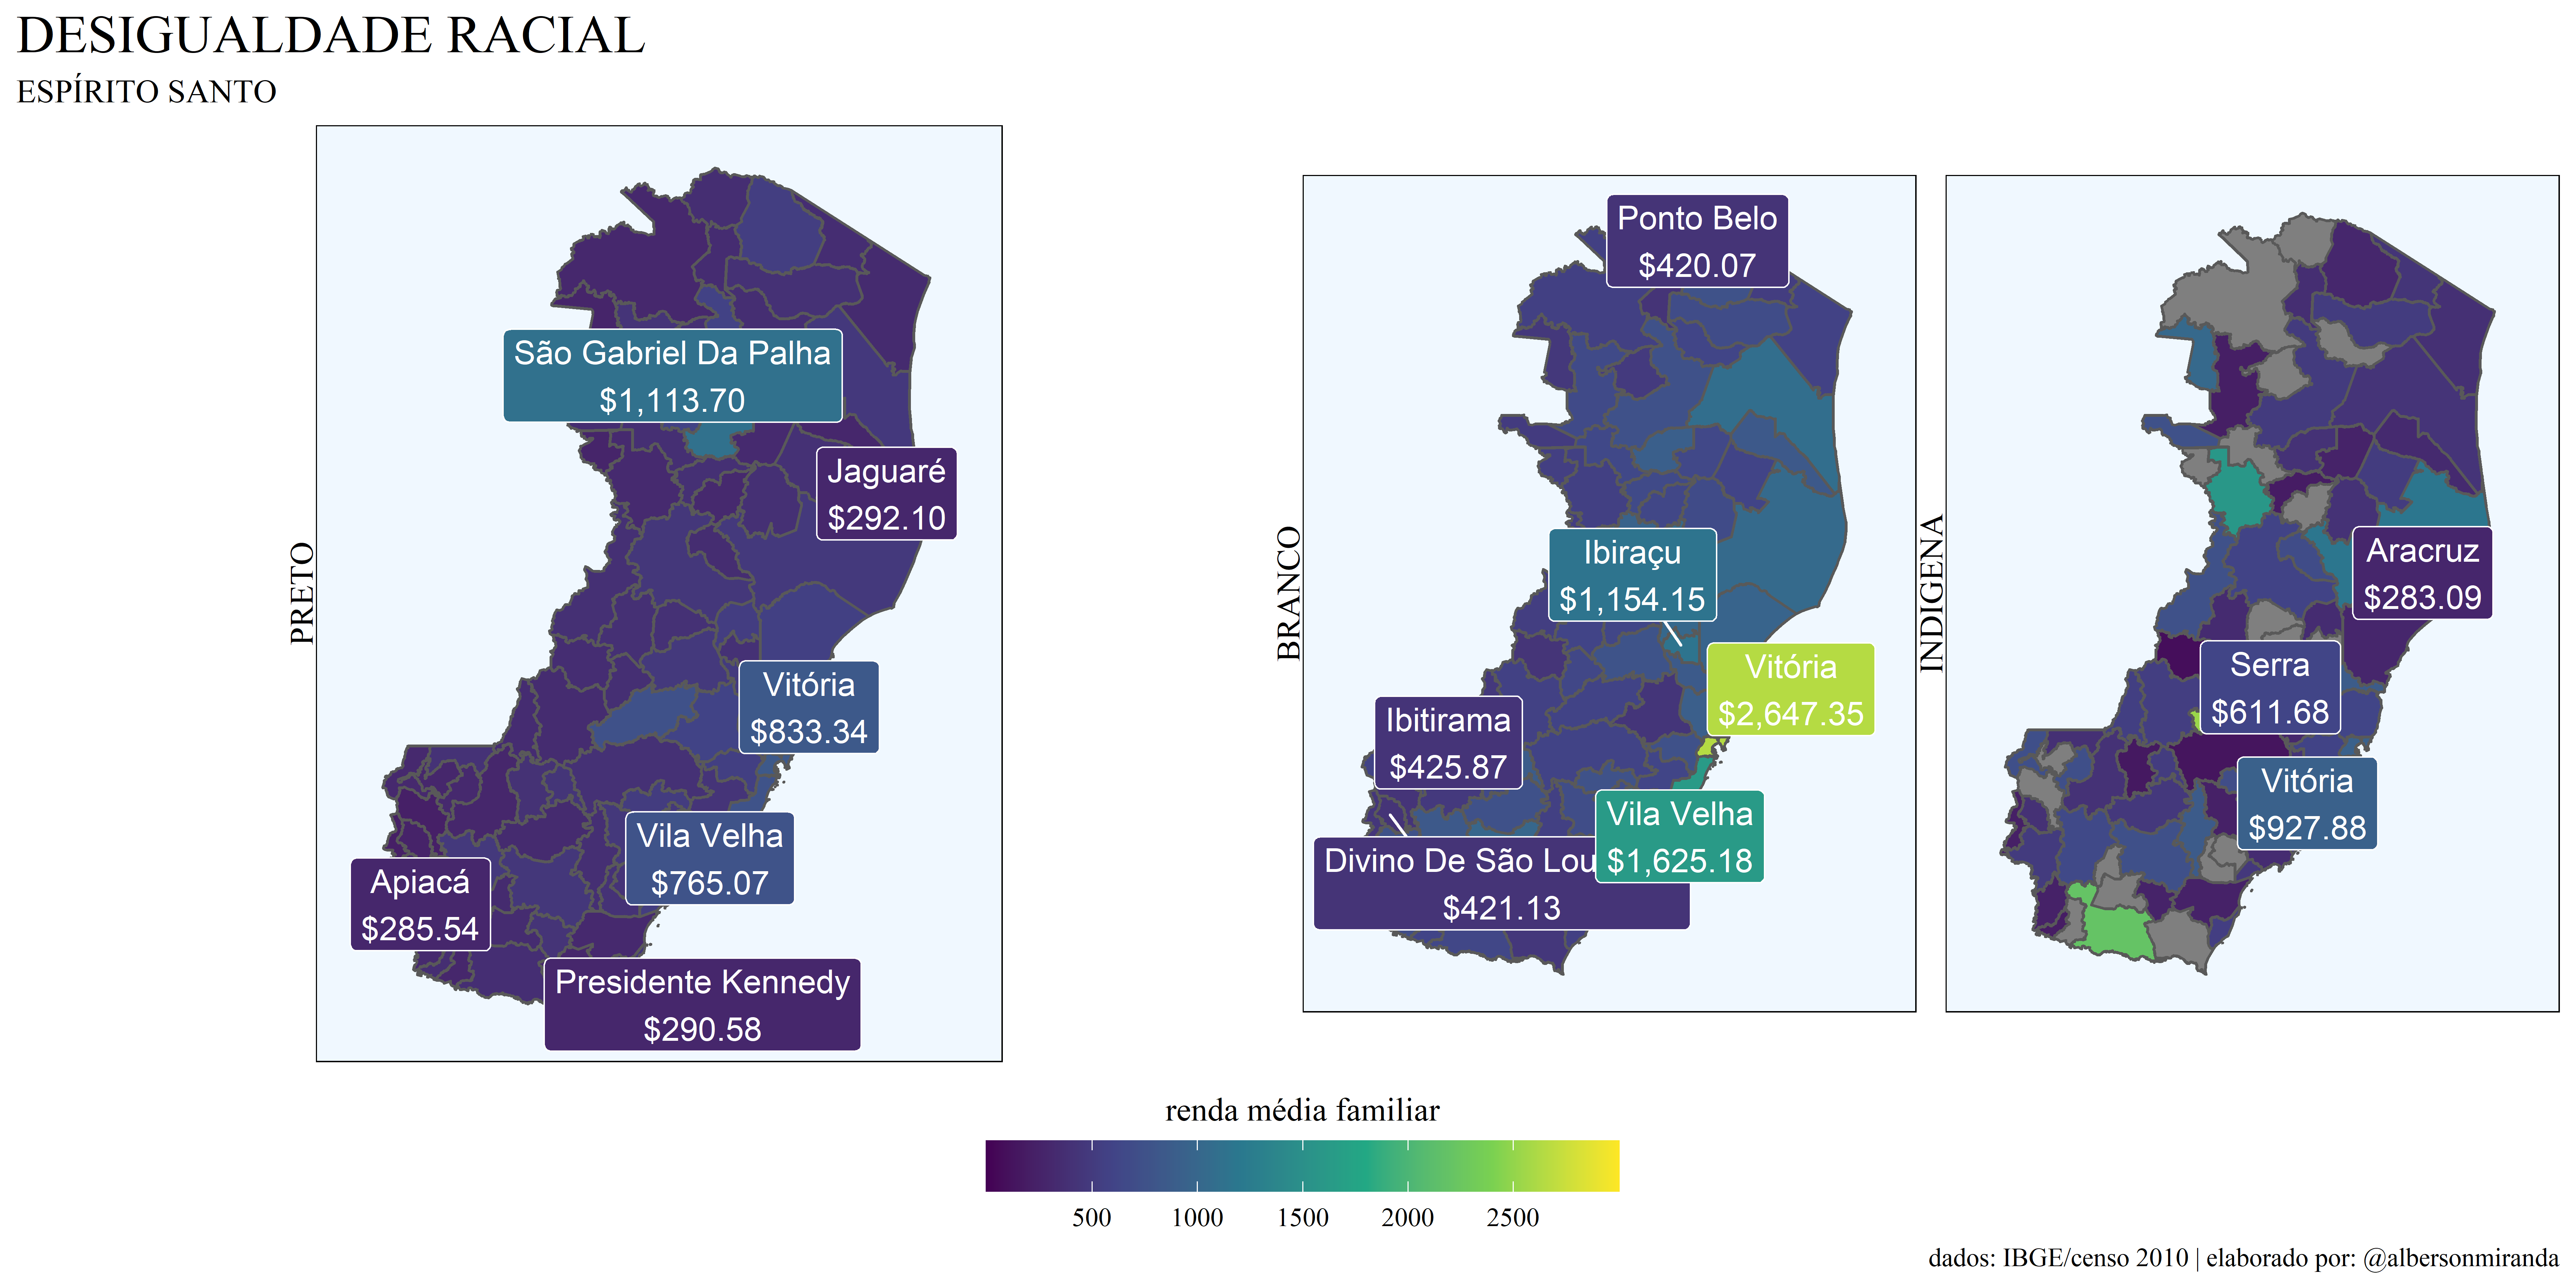 DESIGUALDADE RACIAL
ESPÍRITO SANTO
PRETO
São Gabriel Da Palha
$1,113.70
Jaguaré
$292.10
Vitória
$833.34
Vila Velha
$765.07
Apiacá
$285.54
Presidente Kennedy
$290.58
BRANCO
Ponto Belo
$420.07
Ibiraçu
$1,154.15
Vitória
$2,647.35
Ibitirama
$425.87
Vila Velha
$1,625.18
Divino De São Lou
$421.13
INDIGENA
Aracruz
$283.09
Serra
$611.68
Vitória
$927.88
renda média familiar
500 1000 1500 2000 2500
dados: IBGE/censo 2010 | elaborado por: @albersonmiranda